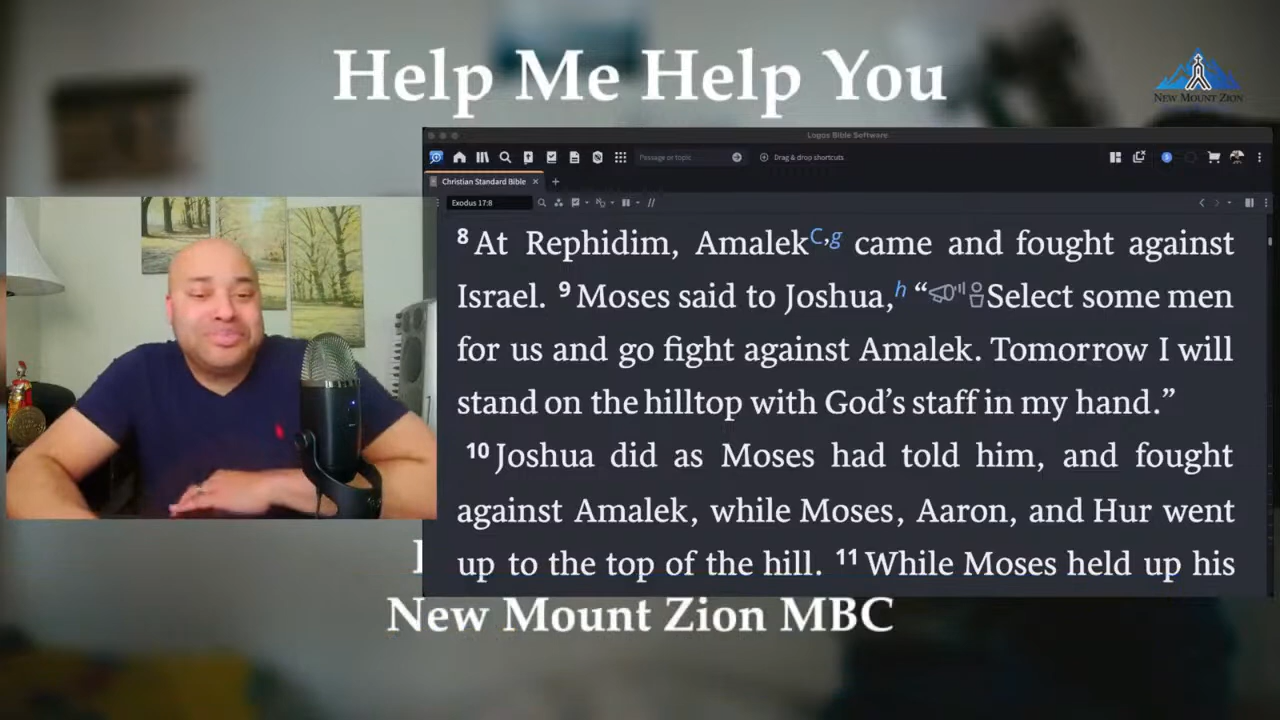 Help Me Help You
NEW MOUNT ZION
Logos Bible Software
Passage or topic
Drag & drop shortcuts
Christian Standard Bible
Exodus 17:8
8 At Rephidim, Amalek C,g came and fought against
Israel. 9 Moses said to Joshua, h “Select some men
for us and go fight against Amalek. Tomorrow I will
stand on the hilltop with God’s staff in my hand.”
10 Joshua did as Moses had told him, and fought
against Amalek, while Moses, Aaron, and Hur went
up to the top of the hill. 11 While Moses held up his
New Mount Zion MBC